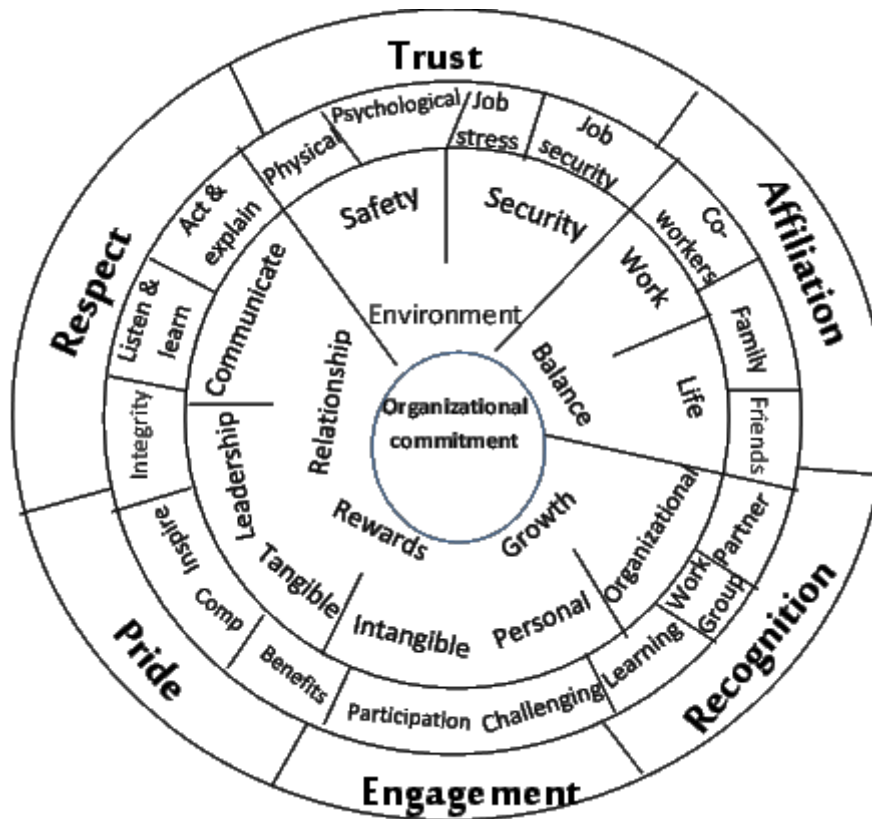 Trust
Affiliation
Recognition
Engagement
Pride
Respect
Physical
Psychological
Job
stress
Job
security
Co-
workers
Family
Friends
Partner
Work
Group
Learning
Challenging
Participation
Benefits
Comp
Inspire
Integrity
Listen &
learn
Act &
explain
Safety
Security
Work
Life
Organizational
Personal
Intangible
Tangible
Leadership
Communicate
Environment
Balance
Growth
Rewards
Relationship
Organizational
commitment